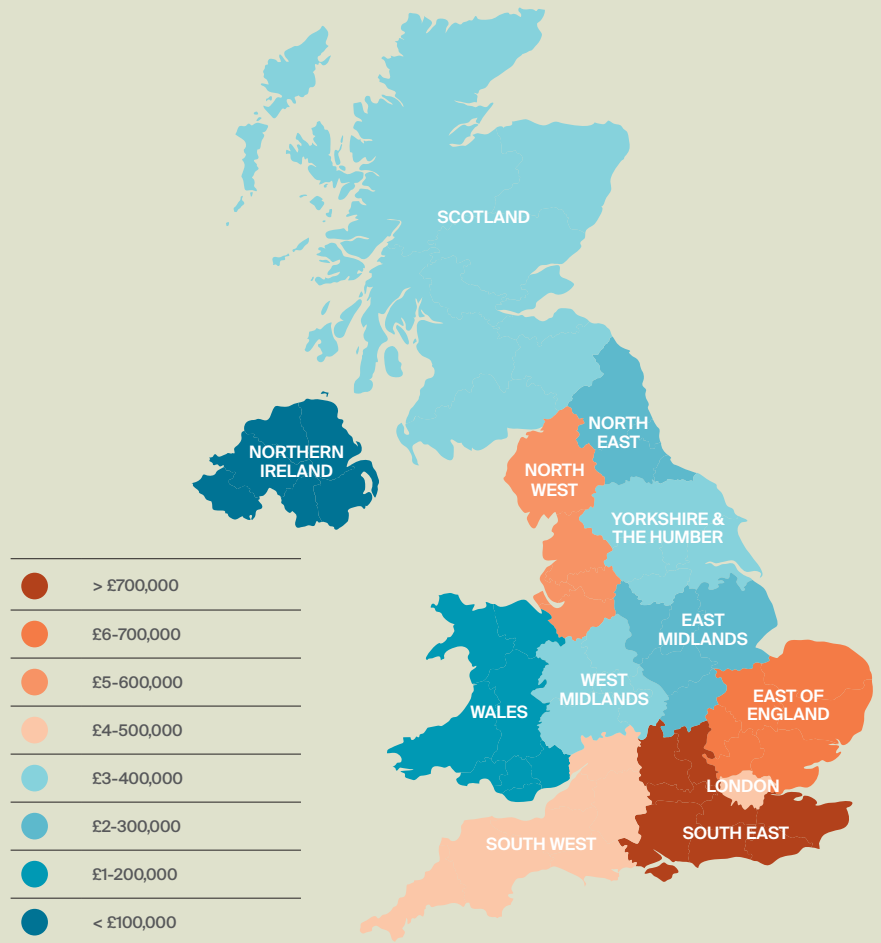 SCOTLAND
NORTHERN
IRELAND
NORTH
EAST
NORTH
WEST
YORKSHIRE &
THE HUMBER
EAST
MIDLANDS
WEST
MIDLANDS
WALES
EAST OF
ENGLAND
LONDON
SOUTH EAST
SOUTH WEST
> £700,000
£6-700,000
£5-600,000
£4-500,000
£3-400,000
£2-300,000
£1-200,000
< £100,000